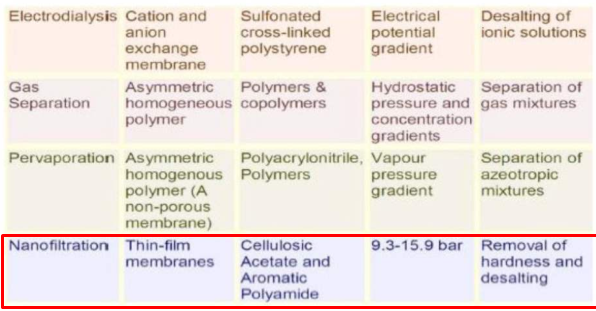 Electrodialysis Cation and anion exchange membrane Sulfonated cross-linked polystyrene Electrical potential gradient Desalting of ionic solutions
Gas Separation Asymmetric homogeneous polymer Polymers & copolymers Hydrostatic pressure and concentration gradients Separation of gas mixtures
Pervaporation Asymmetric homogenous polymer (A non-porous membrane) Polyacrylonitrile, Polymers Vapour pressure gradient Separation of azeotropic mixtures
Nanofiltration Thin-film membranes Cellulosic Acetate and Aromatic Polyamide 9.3-15.9 bar Removal of hardness and desalting